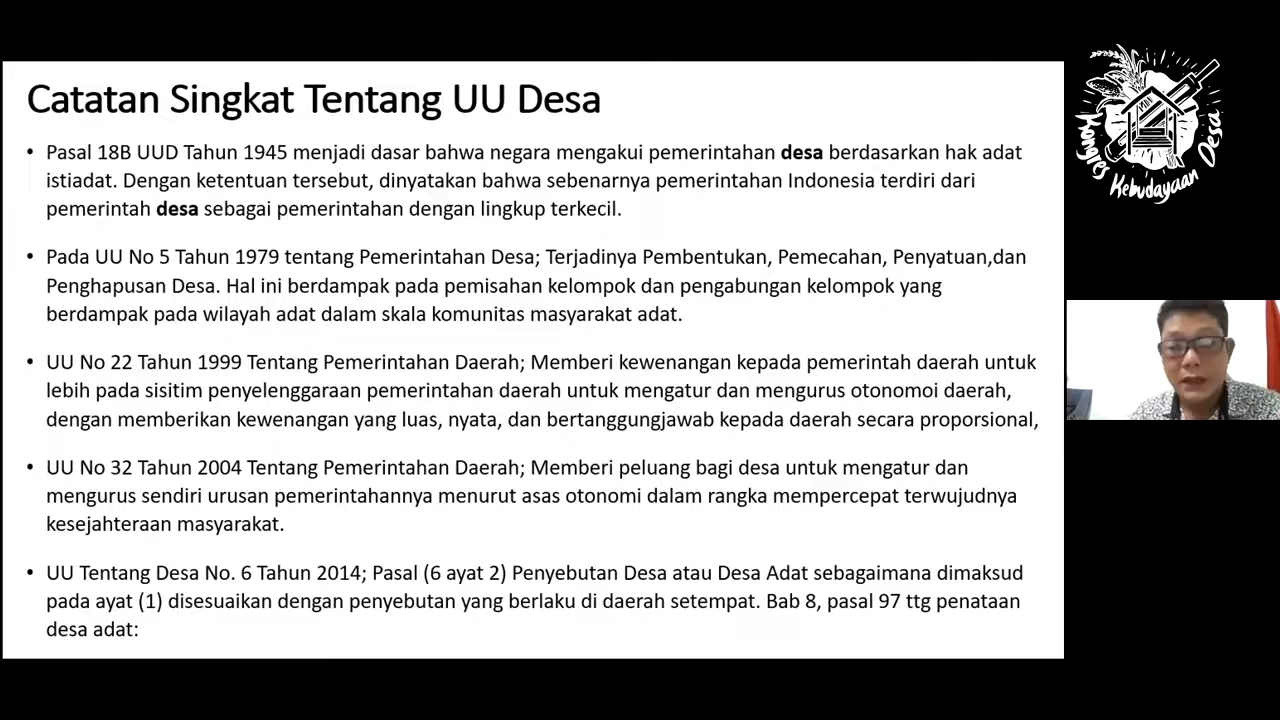 Catatan Singkat Tentang UU Desa
• Pasal 18B UUD Tahun 1945 menjadi dasar bahwa negara mengakui pemerintahan desa berdasarkan hak adat
istiadat. Dengan ketentuan tersebut, dinyatakan bahwa sebenarnya pemerintahan Indonesia terdiri dari
pemerintah desa sebagai pemerintahan dengan lingkup terkecil.
• Pada UU No 5 Tahun 1979 tentang Pemerintahan Desa; Terjadinya Pembentukan, Pemecahan, Penyatuan,dan
Penghapusan Desa. Hal ini berdampak pada pemisahan kelompok dan pengabungan kelompok yang
berdampak pada wilayah adat dalam skala komunitas masyarakat adat.
• UU No 22 Tahun 1999 Tentang Pemerintahan Daerah; Memberi kewenangan kepada pemerintah daerah untuk
lebih pada sisitim penyelenggaraan pemerintahan daerah untuk mengatur dan mengurus otonomoi daerah,
dengan memberikan kewenangan yang luas, nyata, dan bertanggungjawab kepada daerah secara proporsional,
• UU No 32 Tahun 2004 Tentang Pemerintahan Daerah; Memberi peluang bagi desa untuk mengatur dan
mengurus sendiri urusan pemerintahannya menurut asas otonomi dalam rangka mempercepat terwujudnya
kesejahteraan masyarakat.
• UU Tentang Desa No. 6 Tahun 2014; Pasal (6 ayat 2) Penyebutan Desa atau Desa Adat sebagaimana dimaksud
pada ayat (1) disesuaikan dengan penyebutan yang berlaku di daerah setempat. Bab 8, pasal 97 ttg penataan
desa adat:
Kongres Kebudayaan Desa